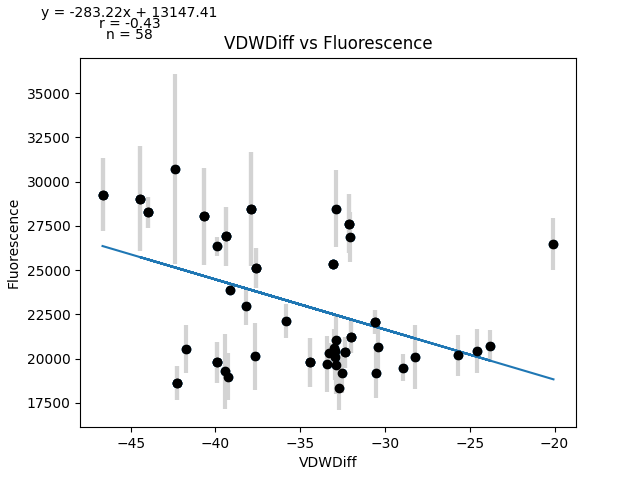 y = -283.22x + 13147.41
r = -0.43
n = 58
VDWDiff vs Fluorescence
35000
32500
30000
27500
25000
22500
20000
17500
Fluorescence
−45
−40
−35
−30
−25
−20
VDWDiff